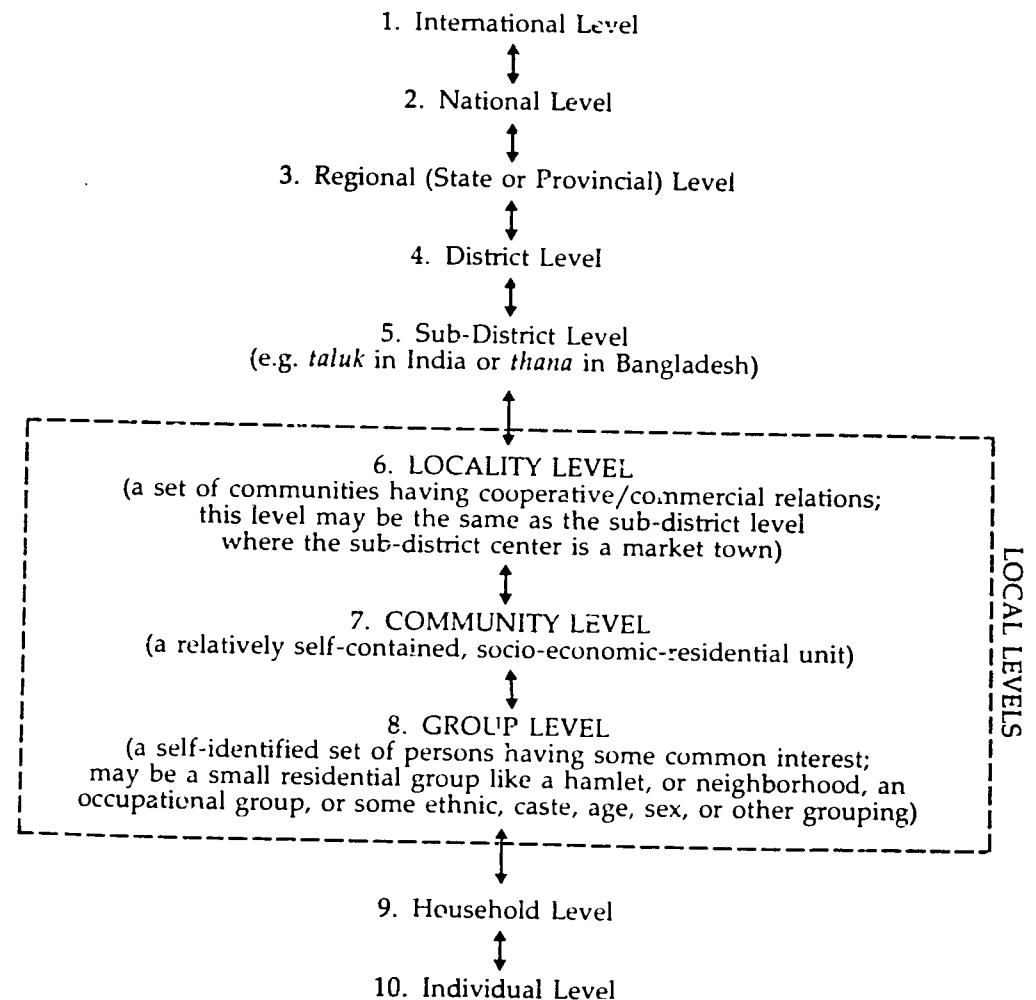 1. International Level
2. National Level
3. Regional (State or Provincial) Level
4. District Level
5. Sub-District Level
(e.g. taluk in India or thana in Bangladesh)
6. LOCALITY LEVEL
(a set of communities having cooperative/commercial relations;
this level may be the same as the sub-district level
where the sub-district center is a market town)
7. COMMUNITY LEVEL
(a relatively self-contained, socio-economic-residential unit)
8. GROUP LEVEL
(a self-identified set of persons having some common interest;
may be a small residential group like a hamlet, or neighborhood, an
occupational group, or some ethnic, caste, age, sex, or other grouping)
LOCAL LEVELS
9. Household Level
10. Individual Level